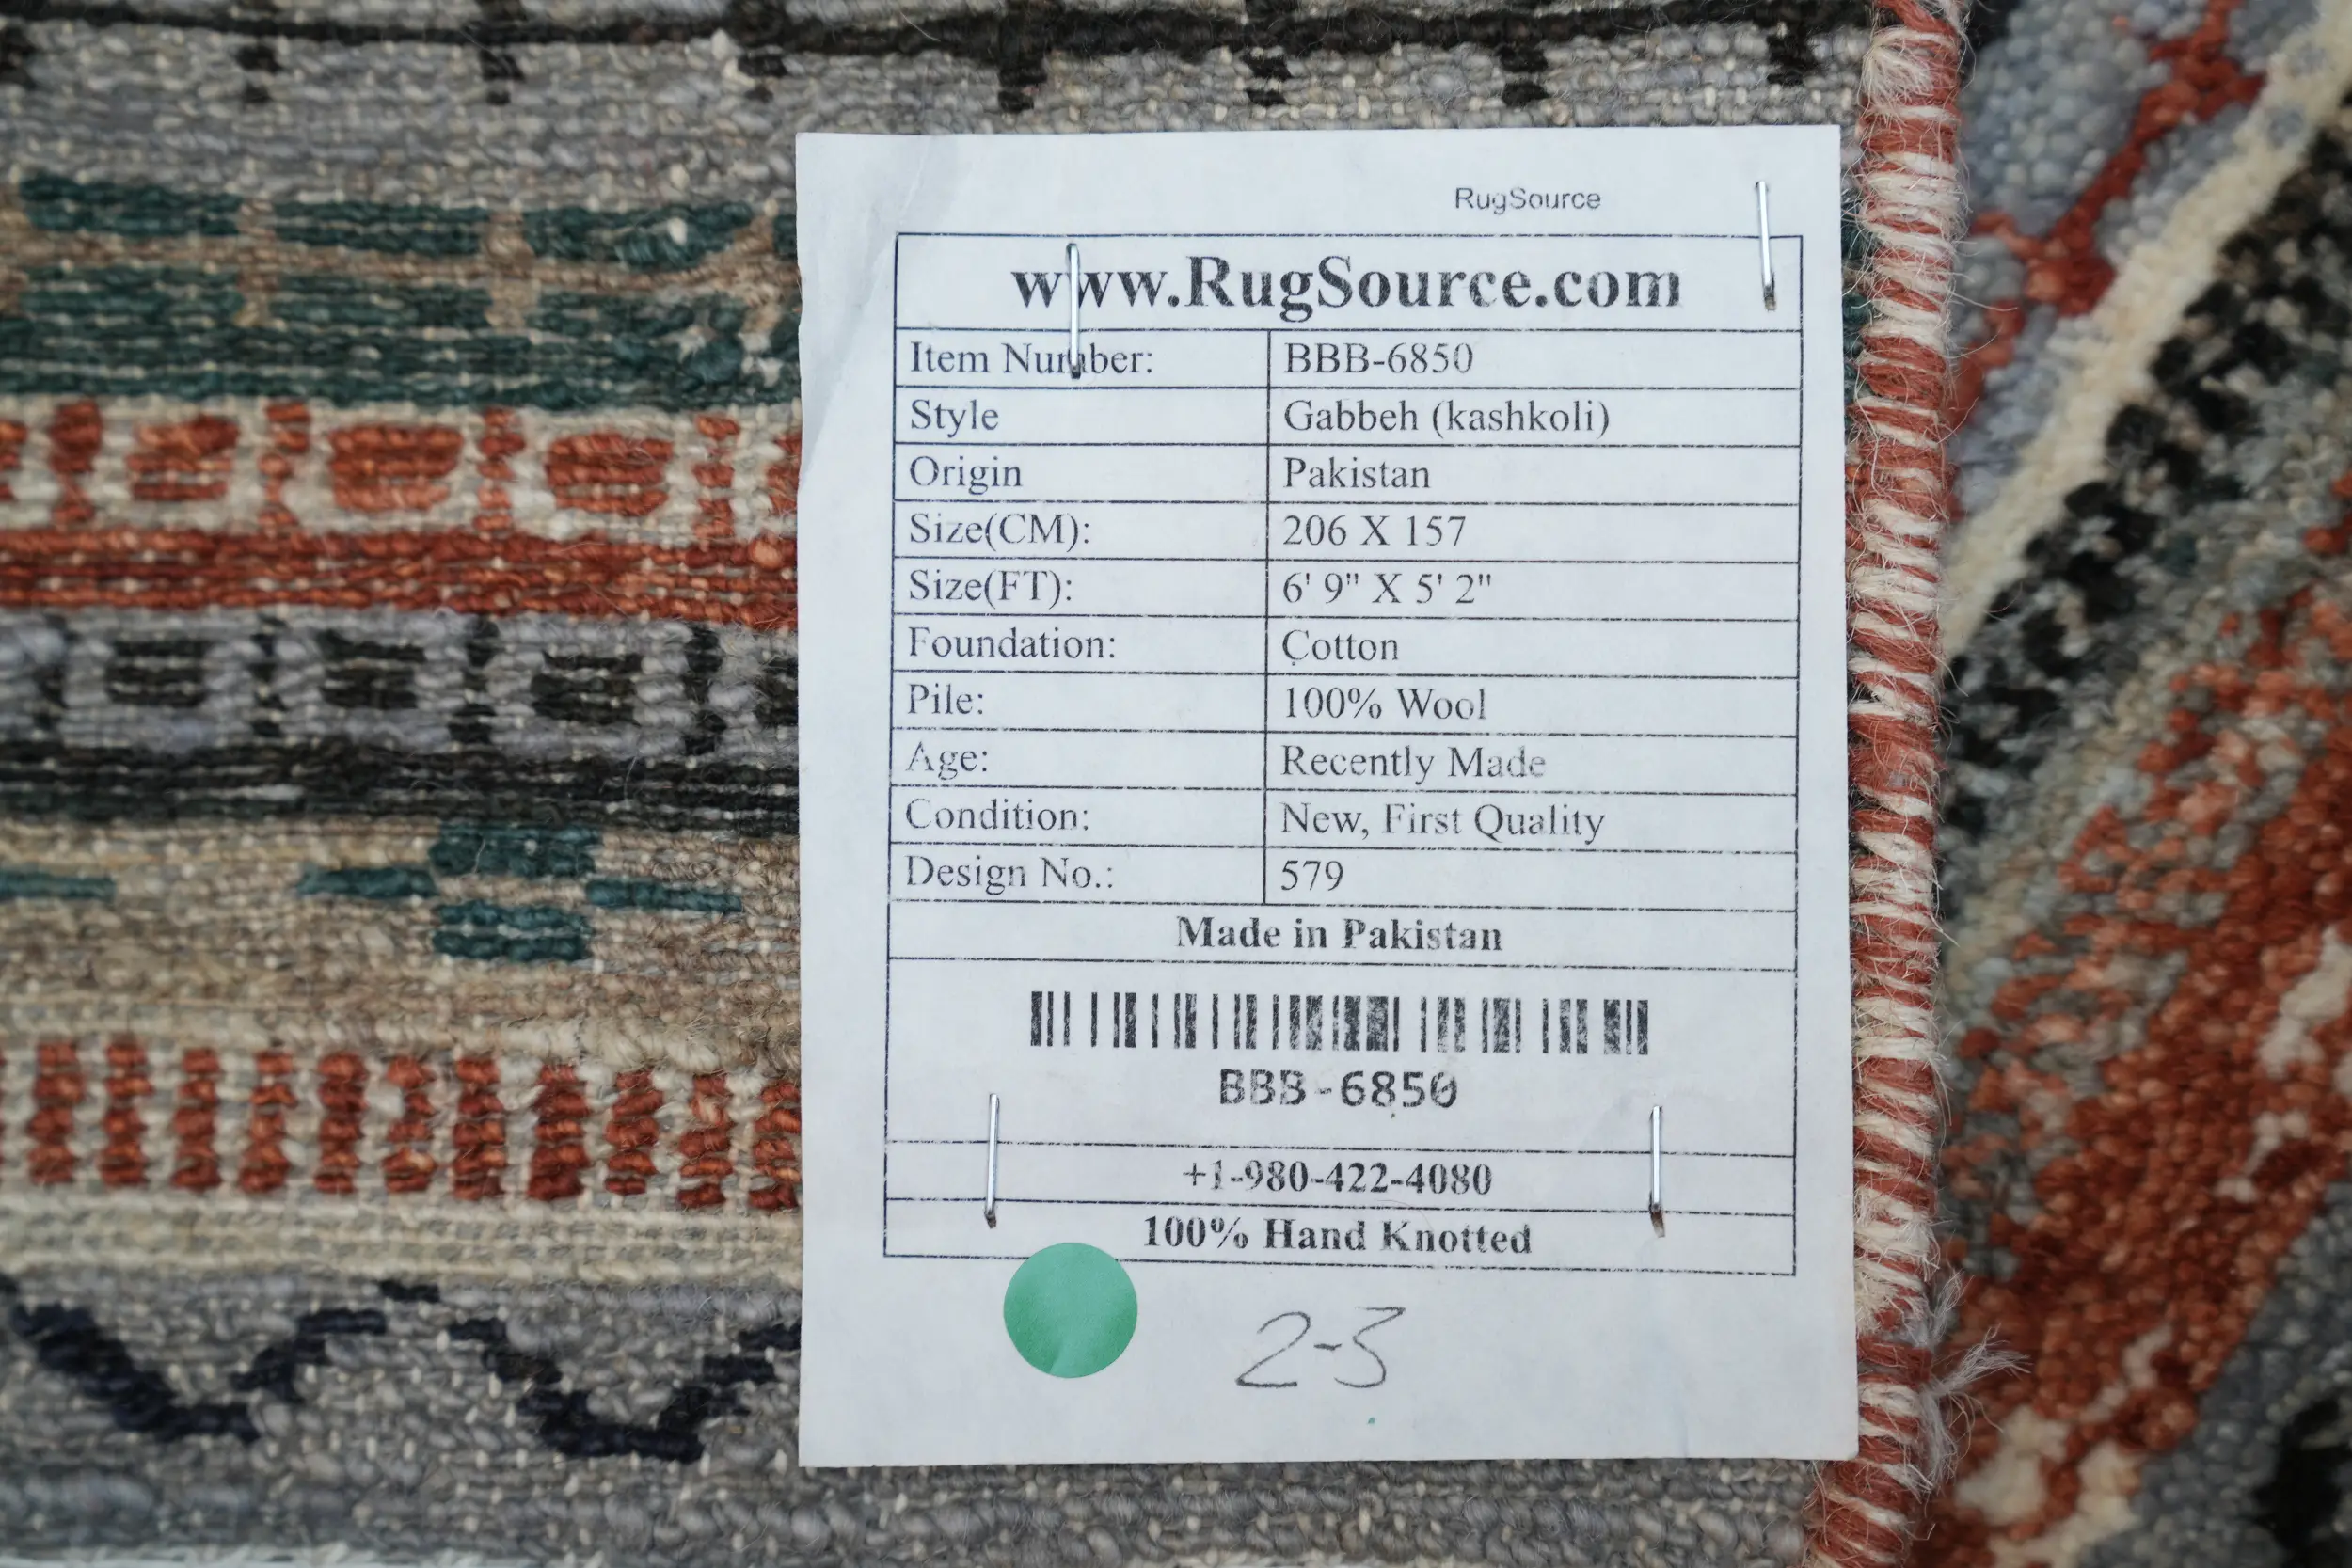 RugSource
www.RugSource.com
Item Number: BBB-6850
Style Gabbeh (kashkoli)
Origin Pakistan
Size(CM): 206 X 157
Size(FT): 6' 9" X 5' 2"
Foundation: Cotton
Pile: 100% Wool
Age: Recently Made
Condition: New, First Quality
Design No.: 579
Made in Pakistan
BBB-6850
+1-980-422-4080
100% Hand Knotted
2-3